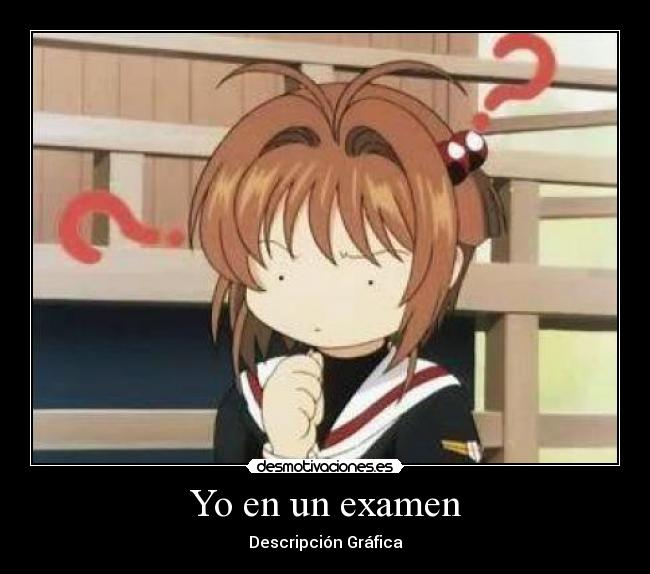 ?
?
desmotivaciones.es
Yo en un examen
Descripción Gráfica